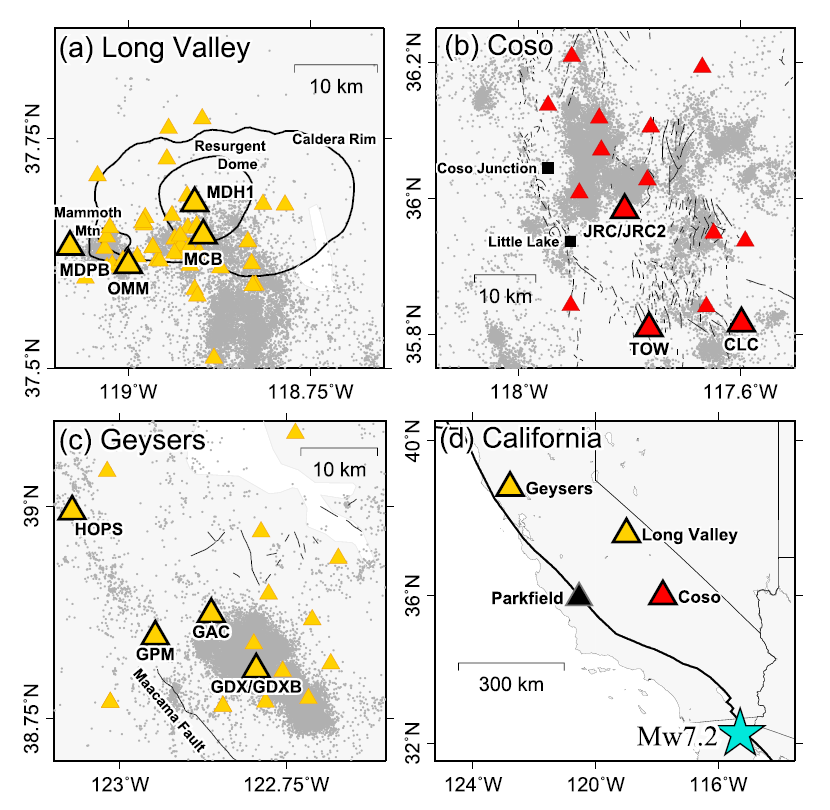 (a) Long Valley
10 km
Resurgent
Dome
Caldera Rim
MDH1
Mammoth
Mtn
MDPB
OMM
MCB
37.75°N
37.5°N
119°W
118.75°W
(b) Coso
Coso Junction
Little Lake
JRC/JRC2
10 km
TOW
CLC
36.2°N
36°N
35.8°N
118°W
117.6°W
(c) Geysers
10 km
HOPS
GAC
GPM
GDX/GDXB
Maacama Fault
39°N
38.75°N
123°W
122.75°W
(d) California
Geysers
Long Valley
Parkfield
Coso
300 km
Mw7.2
40°N
36°N
32°N
124°W
120°W
116°W